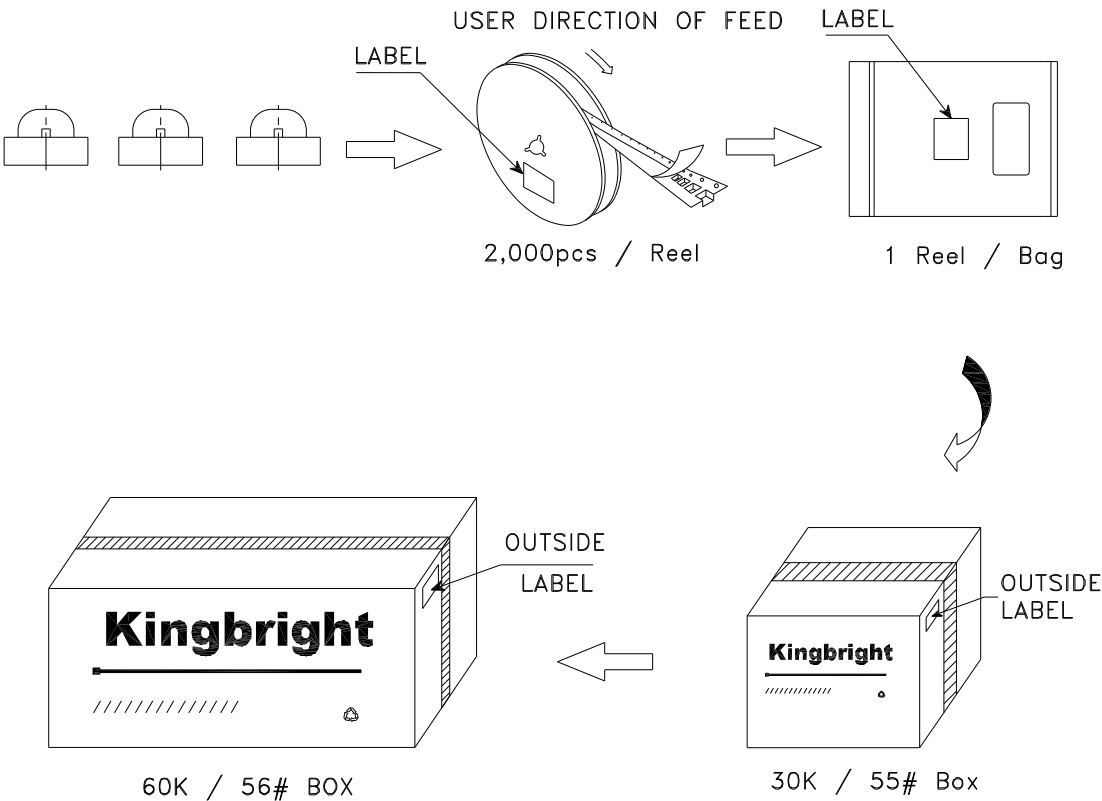 USER DIRECTION OF FEED
LABEL
LABEL
2,000pcs / Reel
1 Reel / Bag
OUTSIDE
LABEL
OUTSIDE
LABEL
Kingbright
Kingbright
60K / 56# BOX
30K / 55# Box